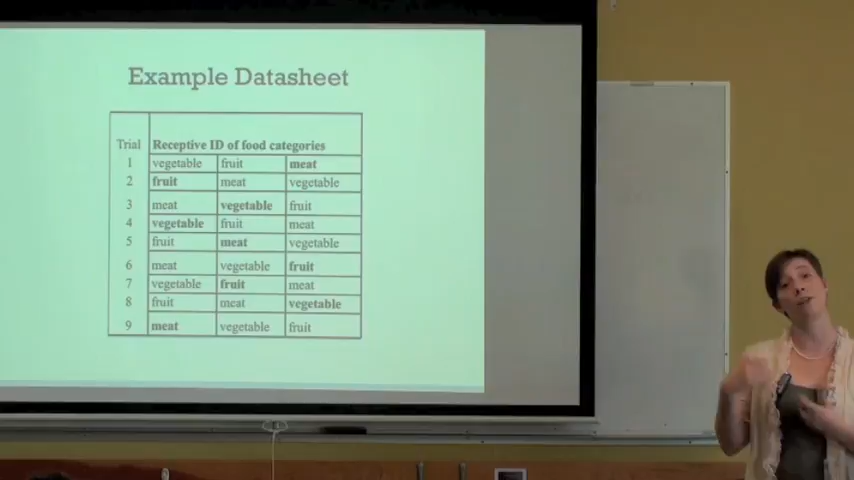 Example Datasheet
Trial Receptive ID of food categories
1 vegetable fruit meat
2 fruit meat vegetable
3 meat vegetable fruit
4 vegetable fruit meat
5 fruit meat vegetable
6 meat vegetable fruit
7 vegetable fruit meat
8 fruit meat vegetable
9 meat vegetable fruit